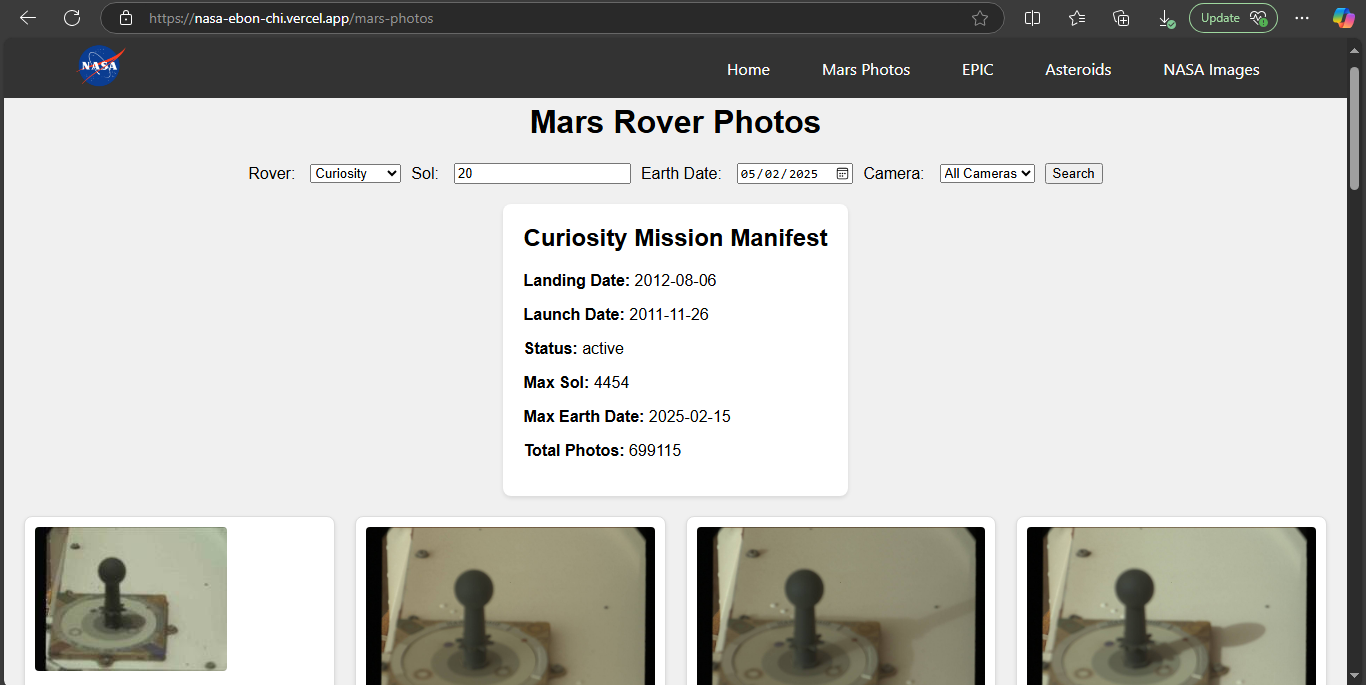 https://nasa-ebon-chi.vercel.app/mars-photos
Update
NASA
Home Mars Photos EPIC Asteroids NASA Images
Mars Rover Photos
Rover: Curiosity Sol: 20 Earth Date: 05/02/2025 Camera: All Cameras Search
Curiosity Mission Manifest
Landing Date: 2012-08-06
Launch Date: 2011-11-26
Status: active
Max Sol: 4454
Max Earth Date: 2025-02-15
Total Photos: 699115